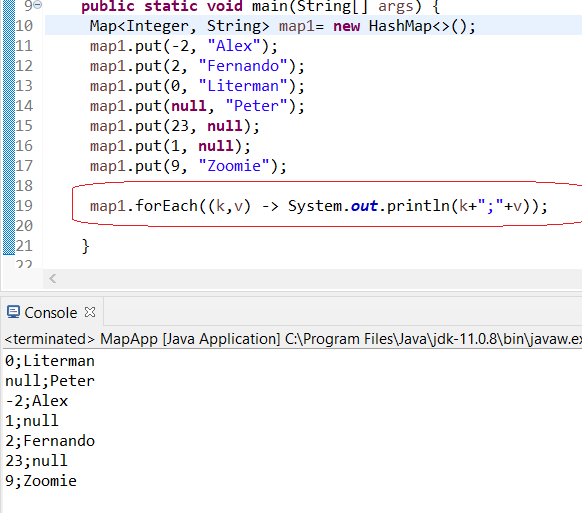 9 public static void main(String[] args) {
10 Map<Integer, String> map1= new HashMap<>();
11 map1.put(-2, "Alex");
12 map1.put(2, "Fernando");
13 map1.put(0, "Literman");
14 map1.put(null, "Peter");
15 map1.put(23, null);
16 map1.put(1, null);
17 map1.put(9, "Zoomie");
18
19 map1.forEach((k,v) -> System.out.println(k+";"+v));
20
21 }
22
Console
<terminated> MapApp [Java Application] C:\Program Files\Java\jdk-11.0.8\bin\javaw.ex
0;Literman
null;Peter
-2;Alex
1;null
2;Fernando
23;null
9;Zoomie